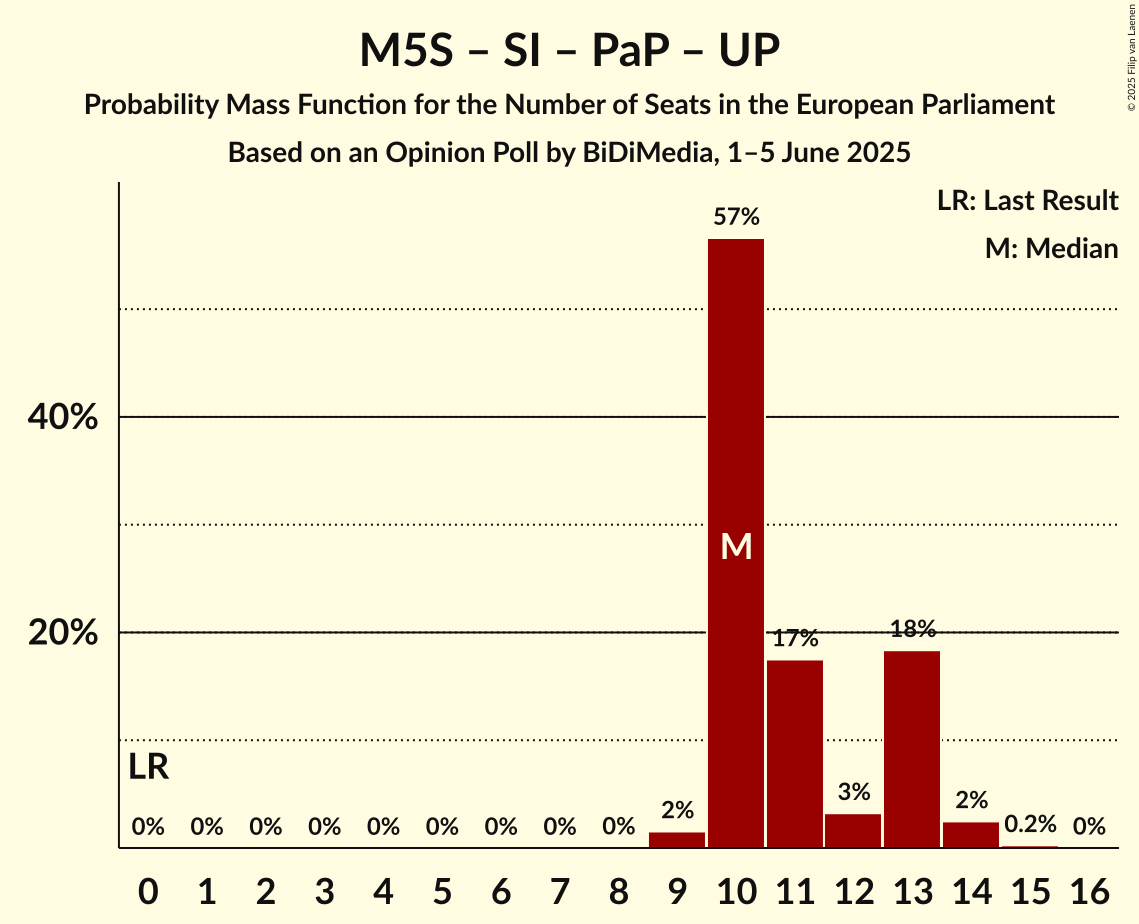 M5S – SI – PaP – UP
Probability Mass Function for the Number of Seats in the European Parliament
Based on an Opinion Poll by BiDiMedia, 1–5 June 2025
© 2025 Filip van Laenen
LR: Last Result
M: Median
57%
40%
M
20%
17%
18%
LR
0% 0% 0% 0% 0% 0% 0% 0% 0% 2% 3% 2% 0.2% 0%
0 1 2 3 4 5 6 7 8 9 10 11 12 13 14 15 16